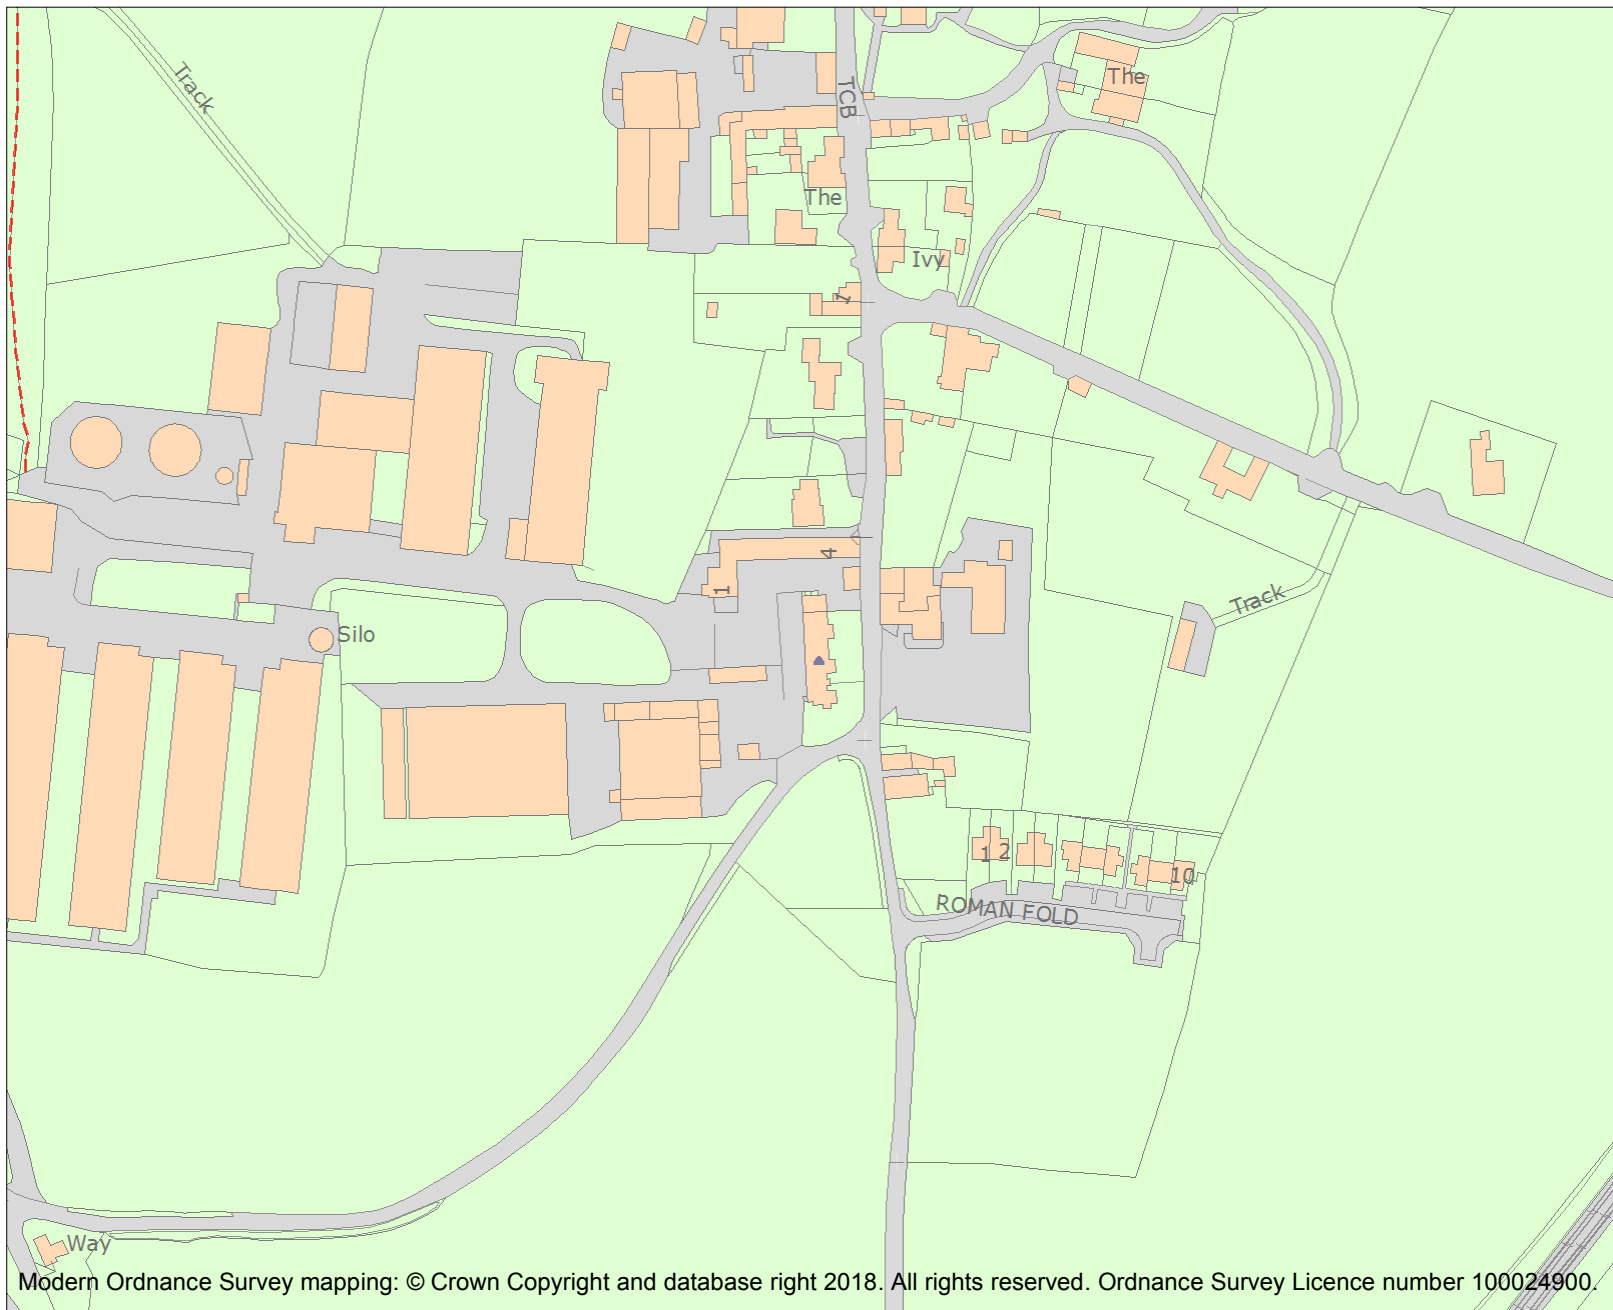 Track
TCB
The
The
Ivy
1
4
1
Track
Silo
1 2
10
ROMAN FOLD
Way
Modern Ordnance Survey mapping: © Crown Copyright and database right 2018. All rights reserved. Ordnance Survey Licence number 100024900.